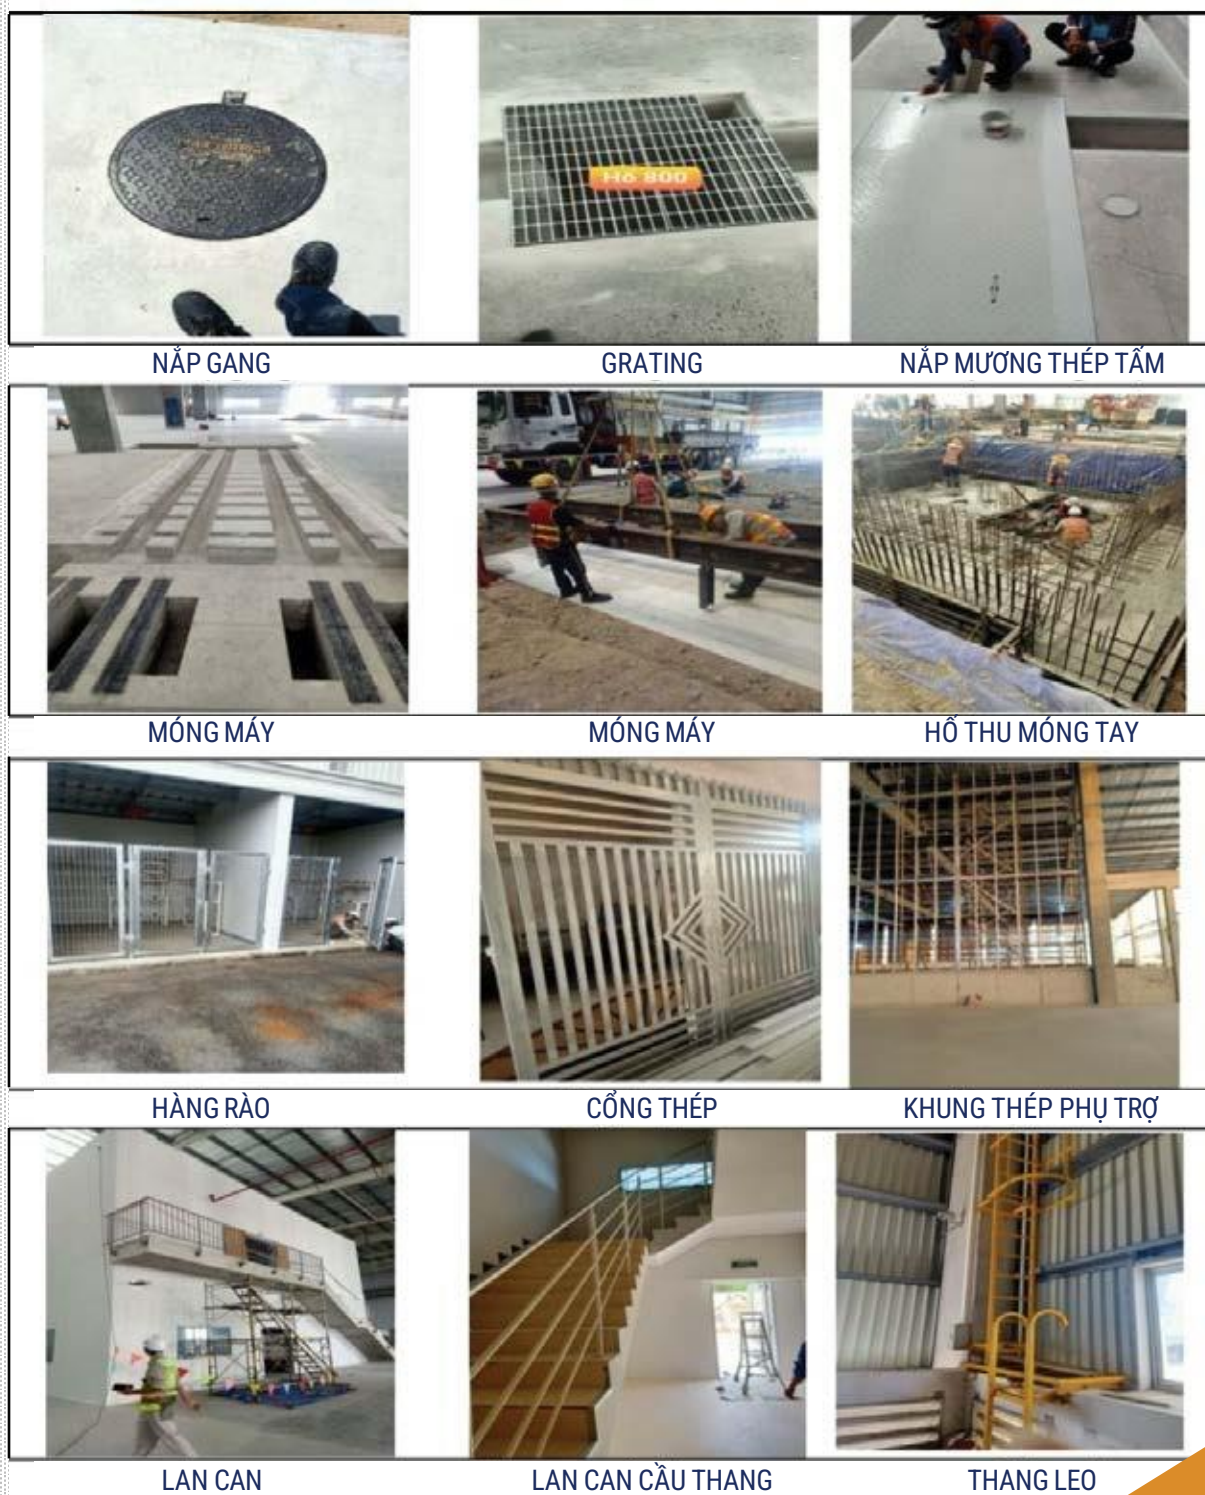 Hố 800
NẮP GANG
GRATING
NẮP MƯƠNG THÉP TẤM
MÓNG MÁY
MÓNG MÁY
HỐ THU MÓNG TAY
HÀNG RÀO
CỔNG THÉP
KHUNG THÉP PHỤ TRỢ
LAN CAN
LAN CAN CẦU THANG
THANG LEO